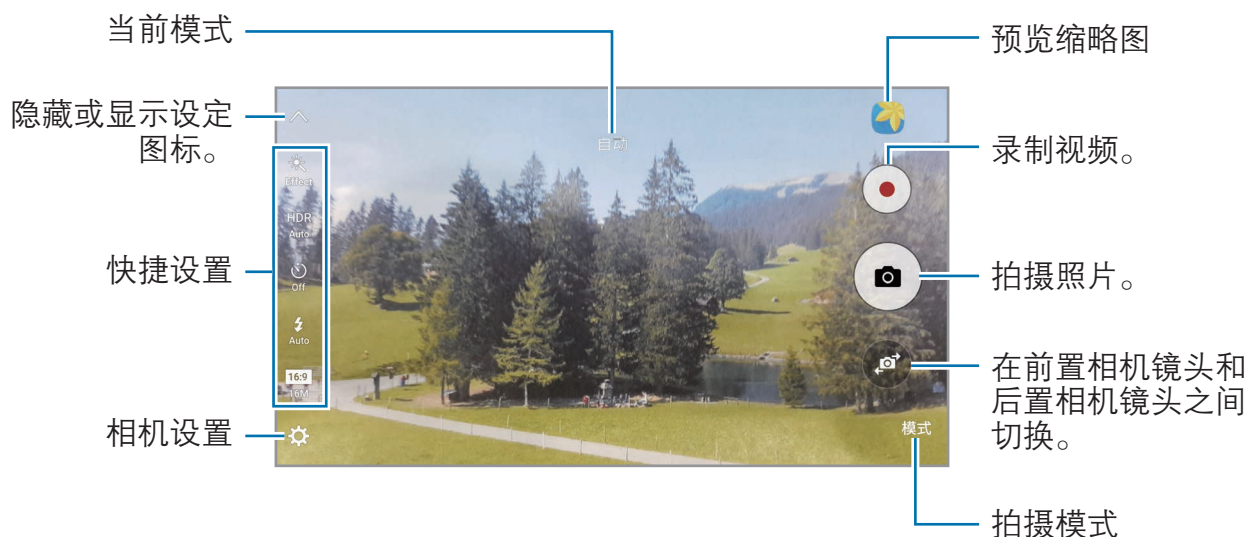 当前模式
预览缩略图
隐藏或显示设定
图标。
自动
录制视频。
Effect
HDR
Auto
快捷设置
Off
拍摄照片。
Auto
16:9
16M
在前置相机镜头和
后置相机镜头之间
切换。
相机设置
模式
拍摄模式